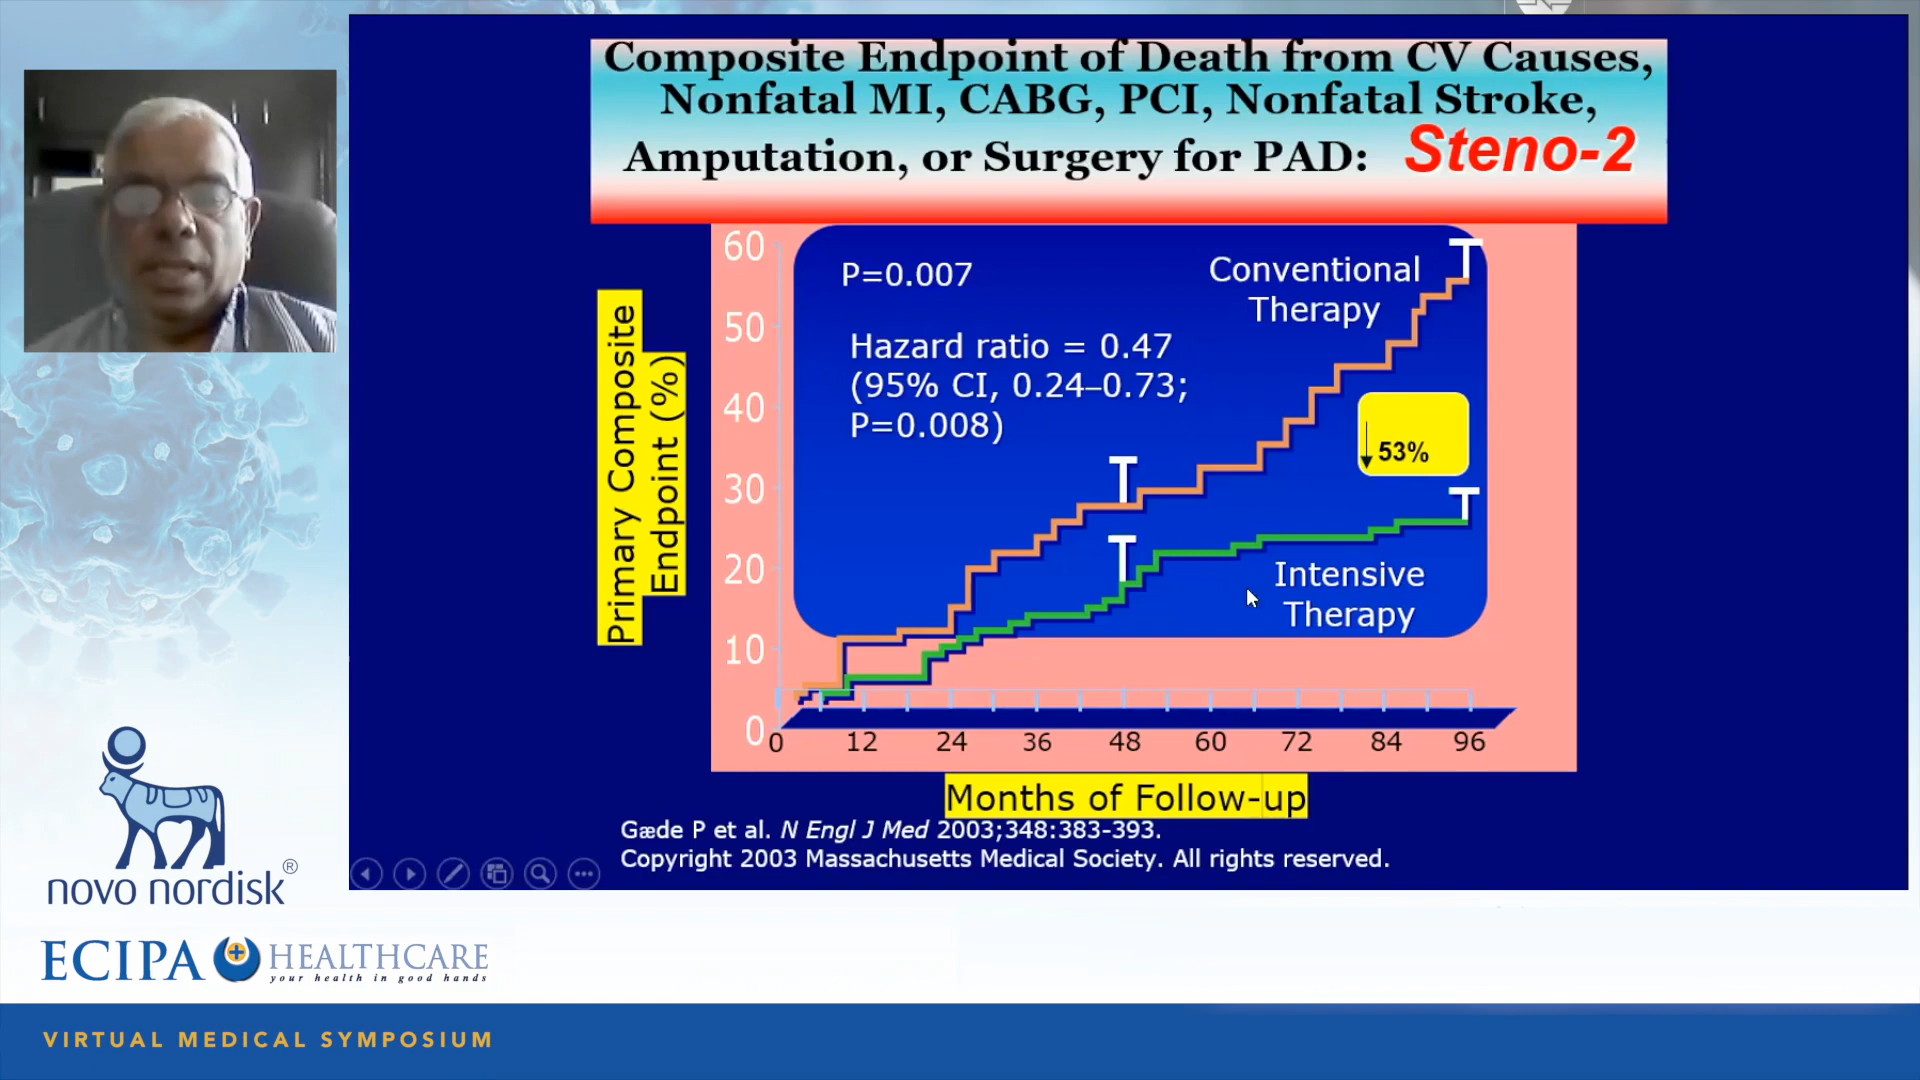 Composite Endpoint of Death from CV Causes,
Nonfatal MI, CABG, PCI, Nonfatal Stroke,
Amputation, or Surgery for PAD: Steno-2
60
50
40
30
20
10
0
Primary Composite
Endpoint (%)
P=0.007
Hazard ratio = 0.47
(95% CI, 0.24–0.73;
P=0.008)
Conventional
Therapy
53%
Intensive
Therapy
0 12 24 36 48 60 72 84 96
Months of Follow-up
Gæde P et al. N Engl J Med 2003;348:383-393.
Copyright 2003 Massachusetts Medical Society. All rights reserved.
novo nordisk®
ECIPA HEALTHCARE
your health in good hands
VIRTUAL MEDICAL SYMPOSIUM